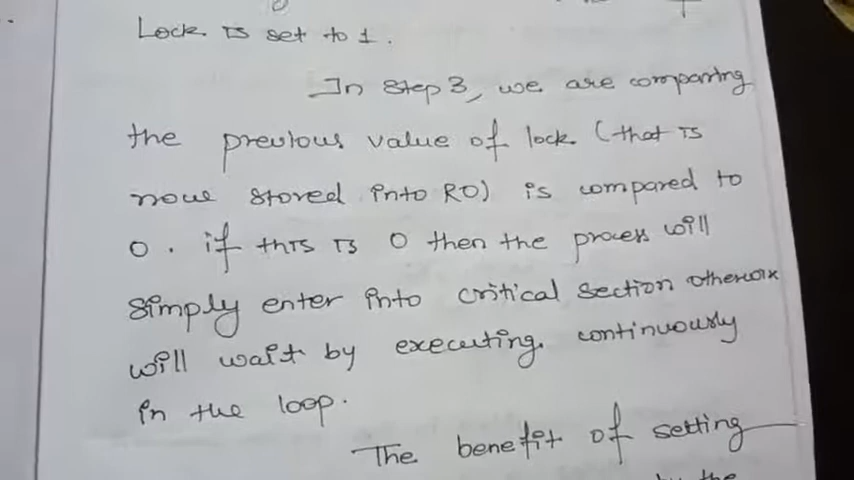 Lock is set to 1.
In step 3, we are comparing
the previous value of lock (that is
now stored into R0) is compared to
0. if this is 0 then the process will
simply enter into critical section otherwise
will wait by executing continuously
in the loop.
The benefit of setting
by the